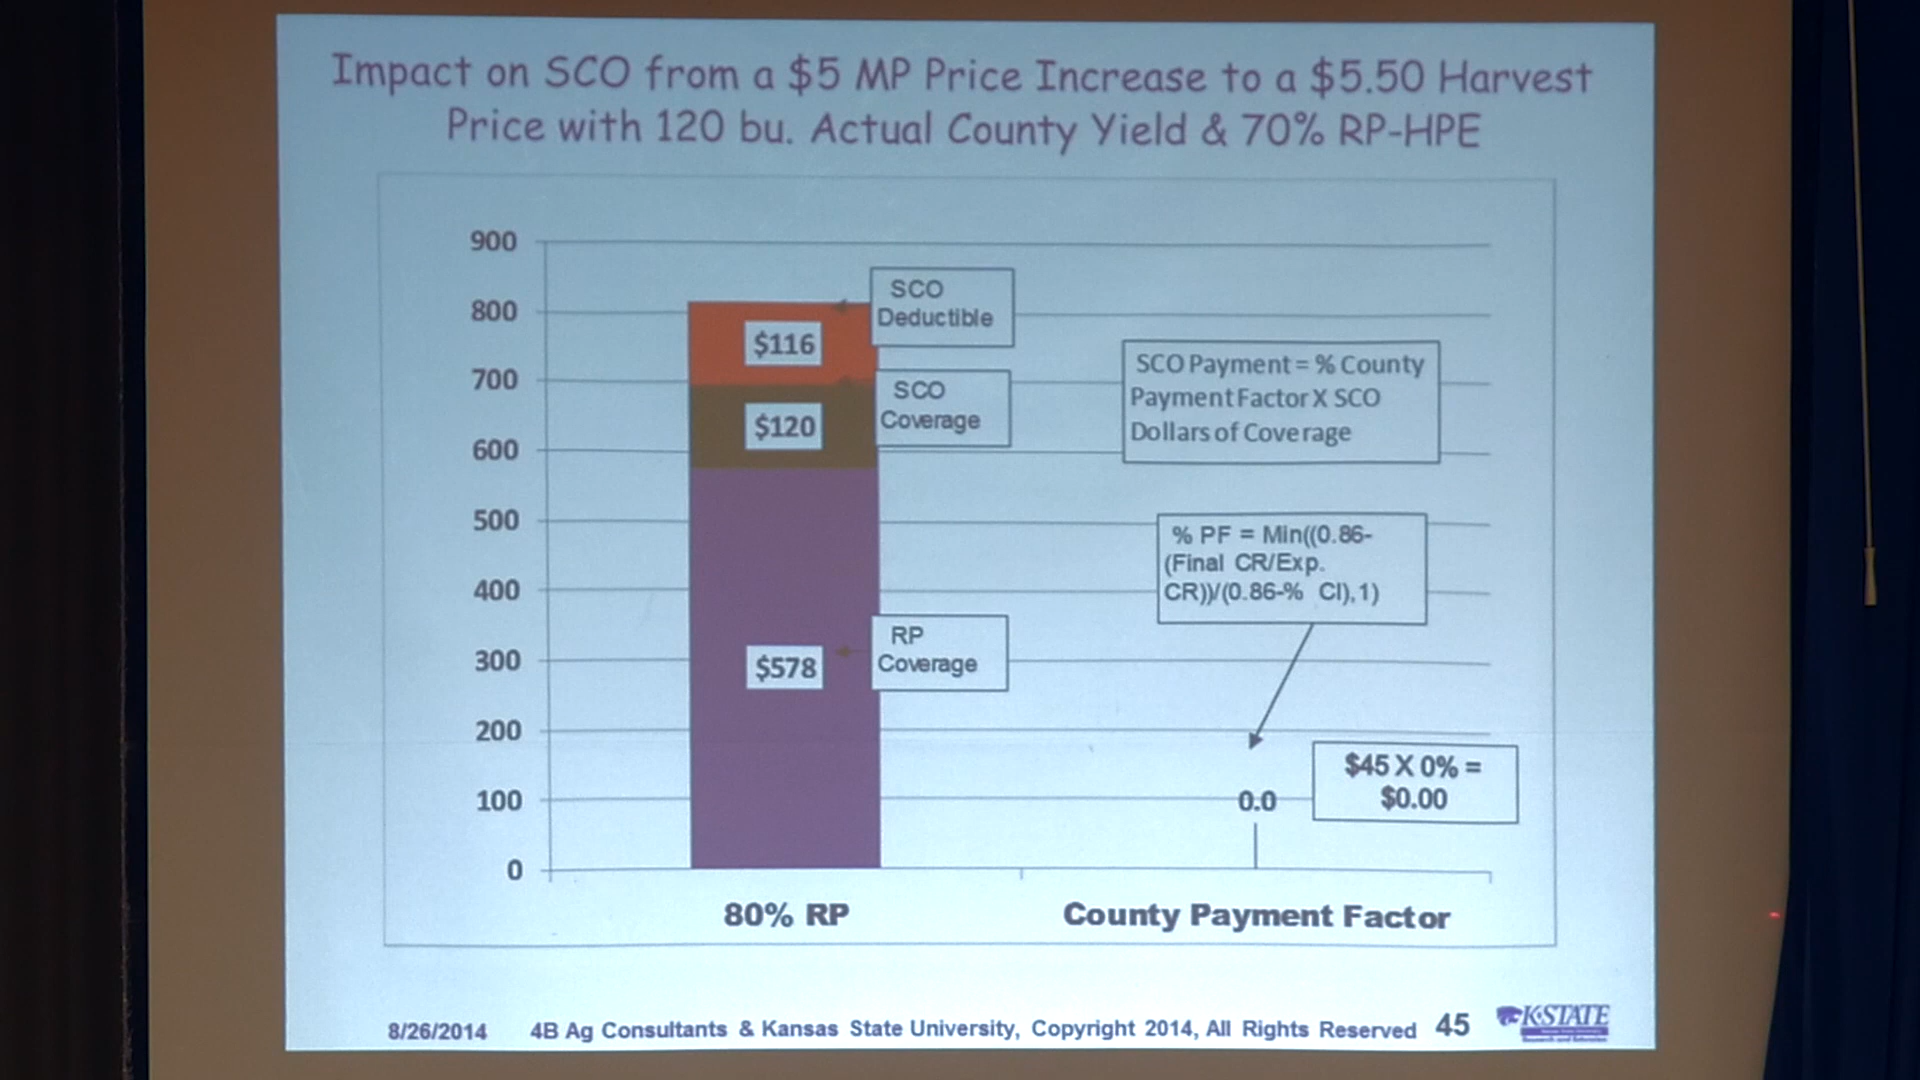 Impact on SCO from a $5 MP Price Increase to a $5.50 Harvest
Price with 120 bu. Actual County Yield & 70% RP-HPE
900
800
700
600
500
400
300
200
100
0
$116
$120
$578
SCO
Deductible
SCO
Coverage
RP
Coverage
SCO Payment = % County
Payment Factor X SCO
Dollars of Coverage
% PF = Min((0.86-
(Final CR/Exp.
CR))/(0.86-% CI),1)
0.0
$45 X 0% =
$0.00
80% RP
County Payment Factor
8/26/2014
4B Ag Consultants & Kansas State University, Copyright 2014, All Rights Reserved
45
K-STATE
Research and Extension